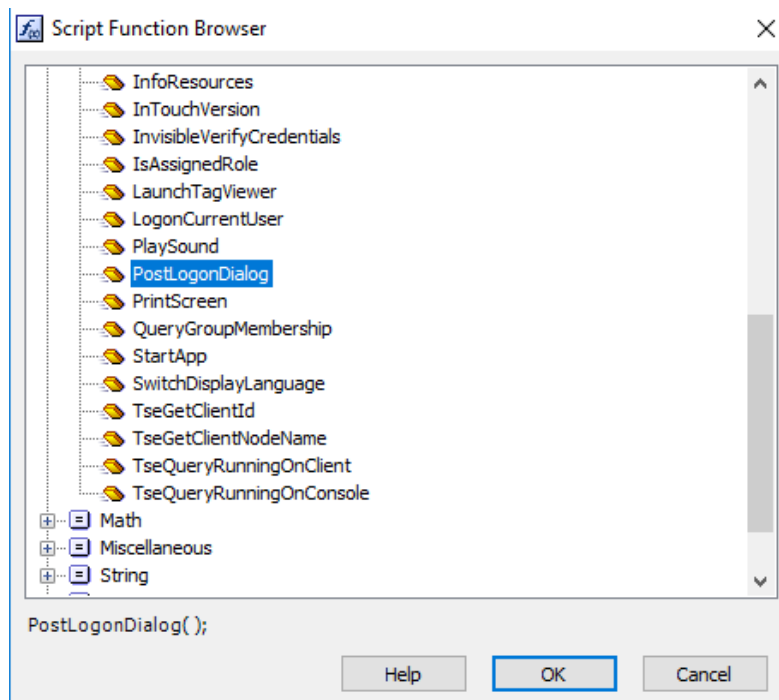 Script Function Browser
InfoResources
InTouchVersion
InvisibleVerifyCredentials
IsAssignedRole
LaunchTagViewer
LogonCurrentUser
PlaySound
PostLogonDialog
PrintScreen
QueryGroupMembership
StartApp
SwitchDisplayLanguage
TseGetClientId
TseGetClientNodeName
TseQueryRunningOnClient
TseQueryRunningOnConsole
Math
Miscellaneous
String
PostLogonDialog( );
Help OK Cancel